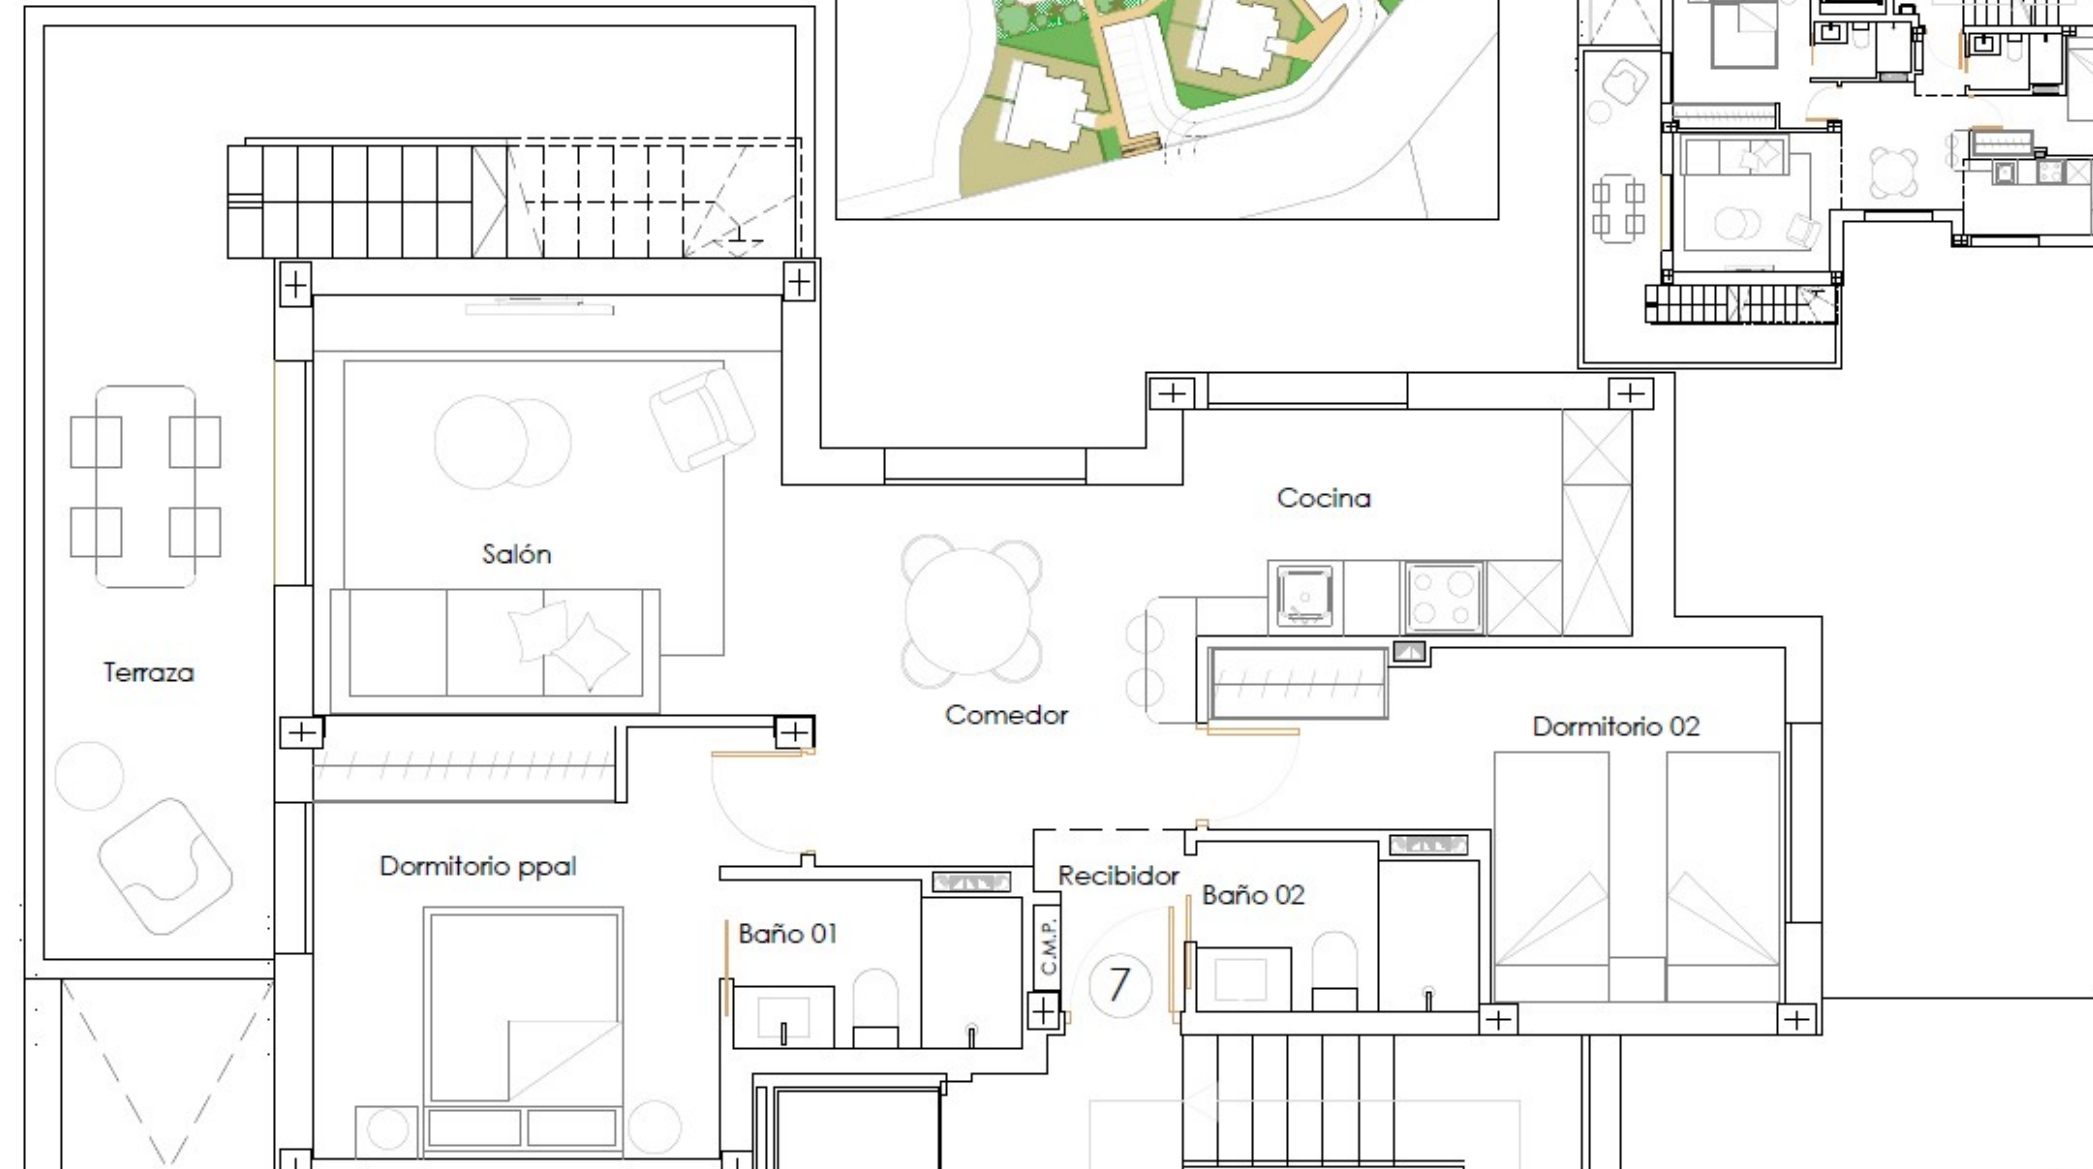 Cocina
Salón
Terraza
Comedor
Dormitorio 02
Dormitorio ppal
Recibidor
Baño 02
Baño 01
C.M.P.
7